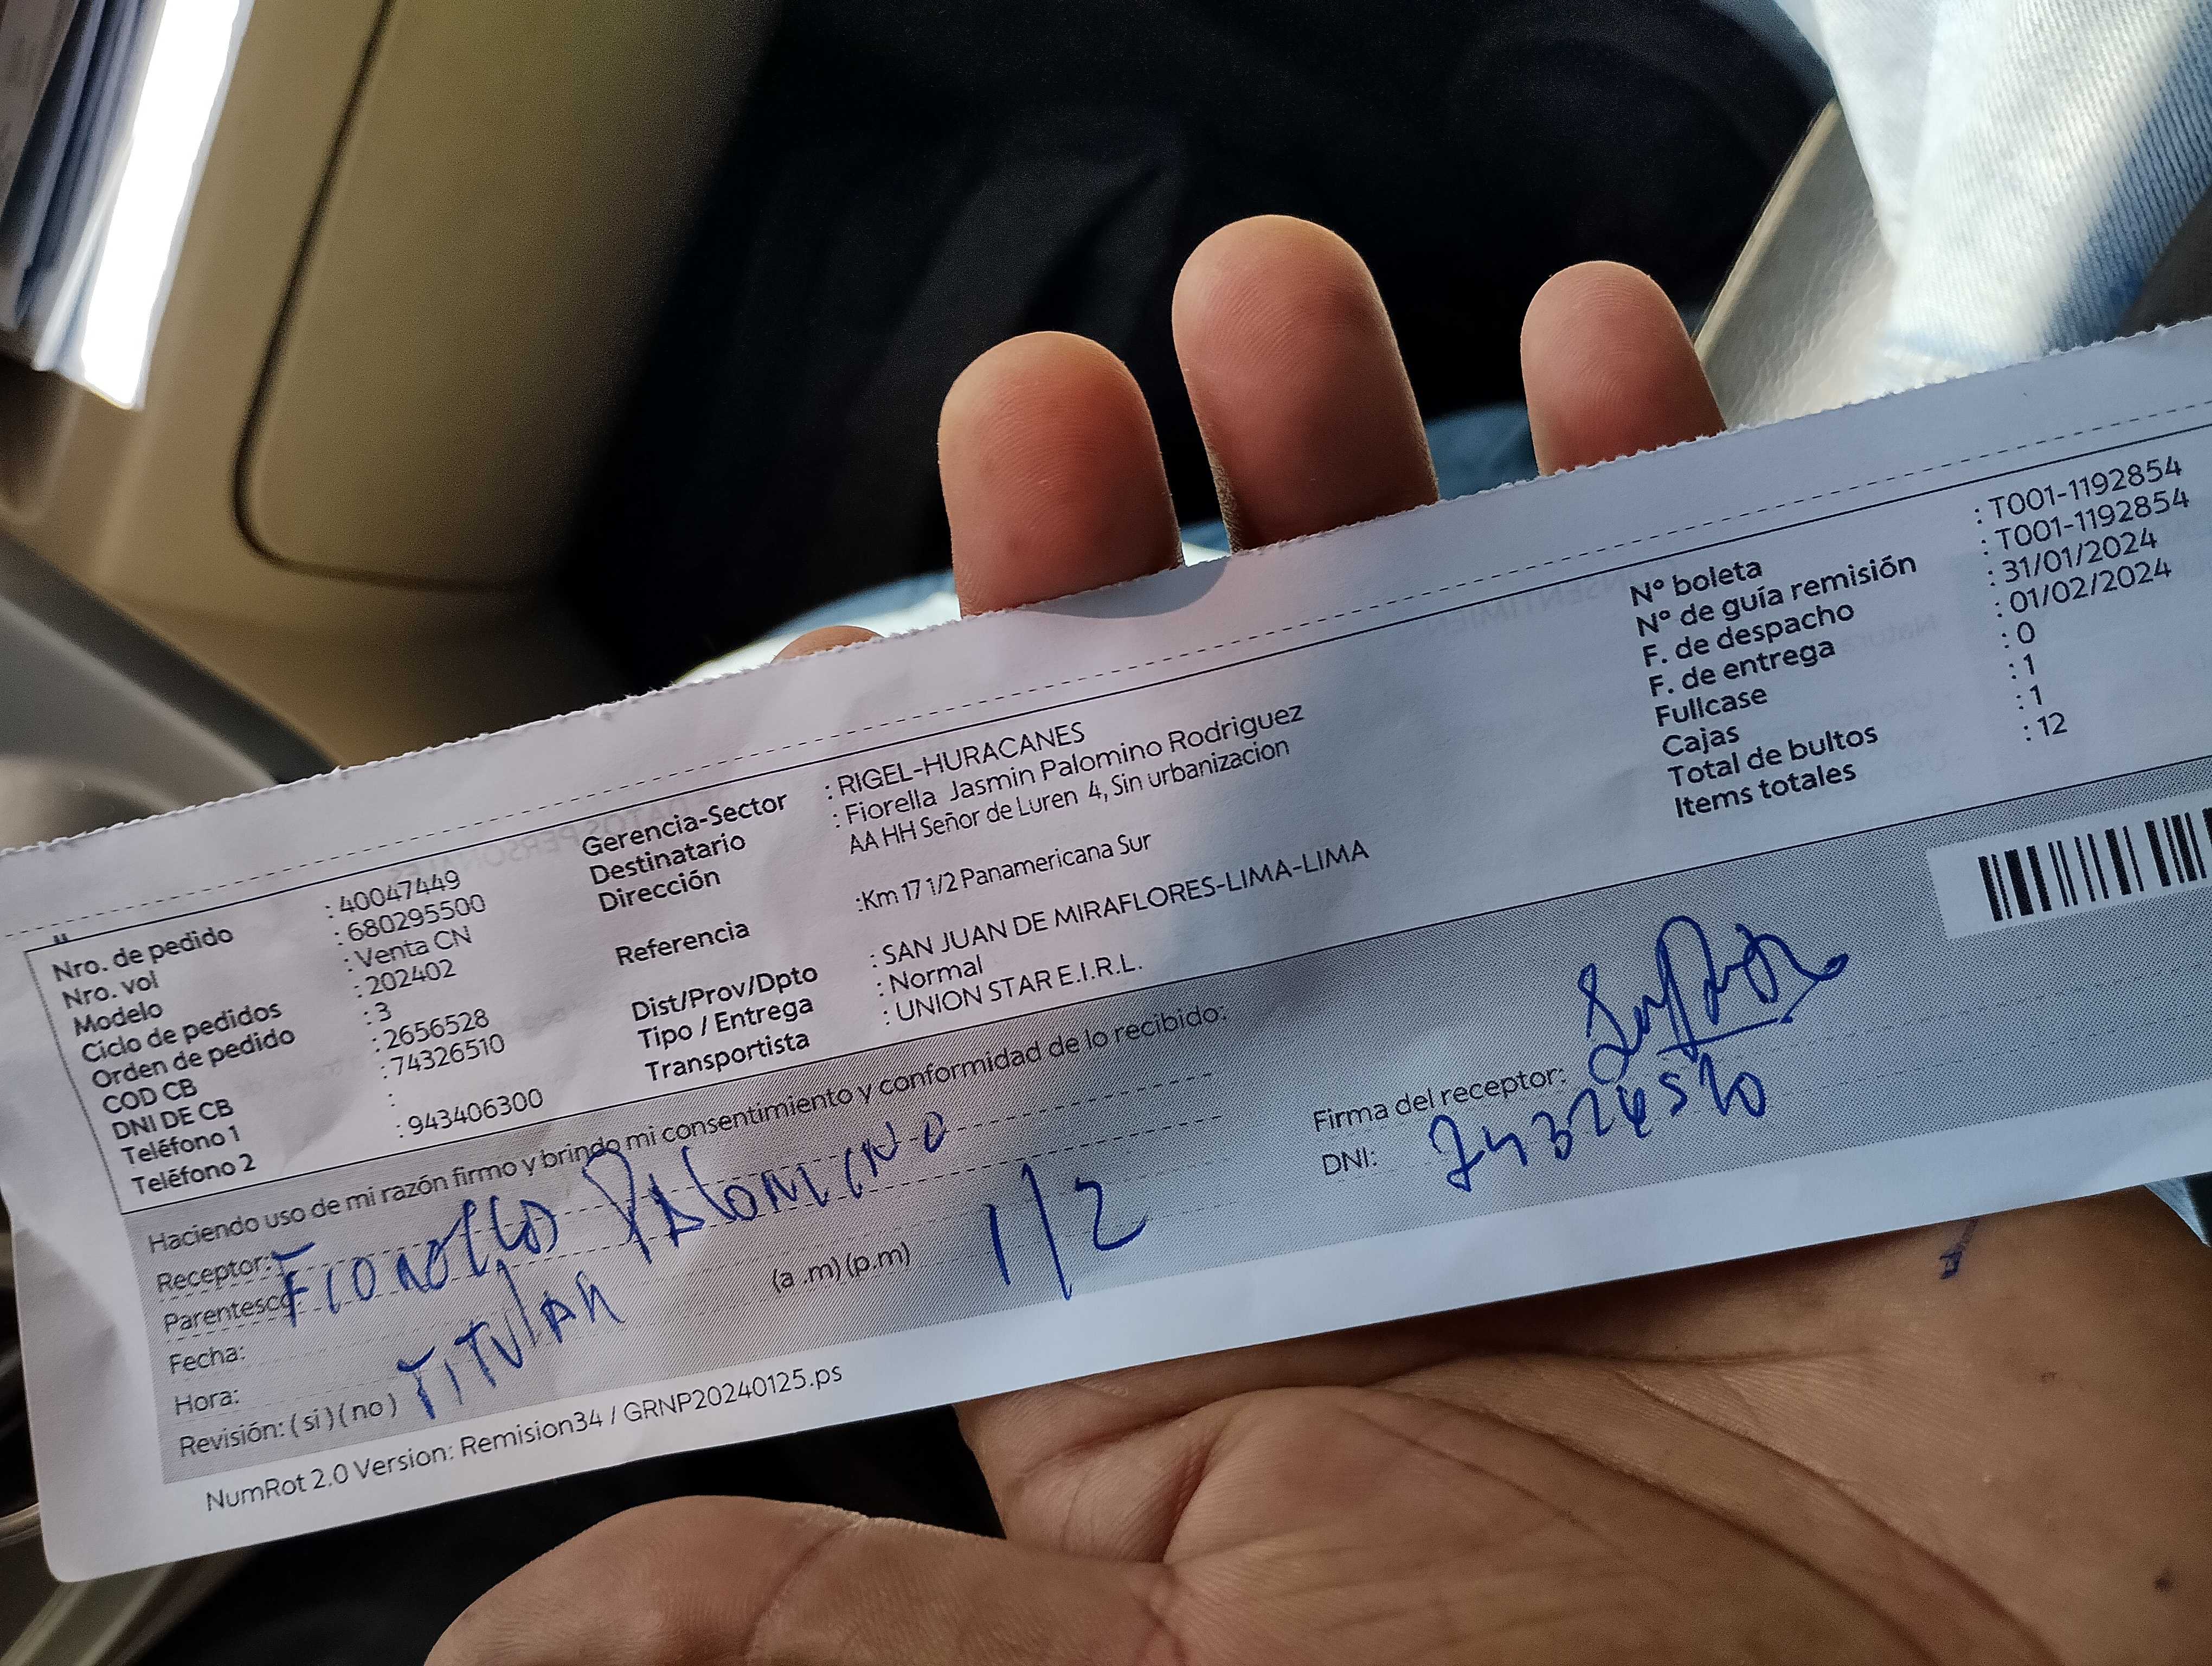 Nro. de pedido : 40047449
Nro. vol : 680295500
Modelo : Venta CN
Ciclo de pedidos : 202402
Orden de pedido : 3
COD CB : 2656528
DNI DE CB : 74326510
Teléfono 1 :
Teléfono 2 : 943406300
Gerencia-Sector : RIGEL-HURACANES
Destinatario : Fiorella Jasmin Palomino Rodriguez
Dirección AA HH Señor de Luren 4, Sin urbanizacion
Referencia :Km 17 1/2 Panamericana Sur
Dist/Prov/Dpto : SAN JUAN DE MIRAFLORES-LIMA-LIMA
Tipo / Entrega : Normal
Transportista : UNION STAR E.I.R.L.
N° boleta : T001-1192854
N° de guía remisión : T001-1192854
F. de despacho : 31/01/2024
F. de entrega : 01/02/2024
Fullcase : 0
Cajas : 1
Total de bultos : 1
Items totales : 12
Haciendo uso de mi razón firmo y brindo mi consentimiento y conformidad de lo recibido:
Receptor: Fiorella Palomino
Parentesco:
Fecha: 1/2
Hora: (a .m) (p.m)
Revisión: ( si ) ( no ) TITULAR
Firma del receptor:
DNI: 74326510
NumRot 2.0 Version: Remision34 / GRNP20240125.ps